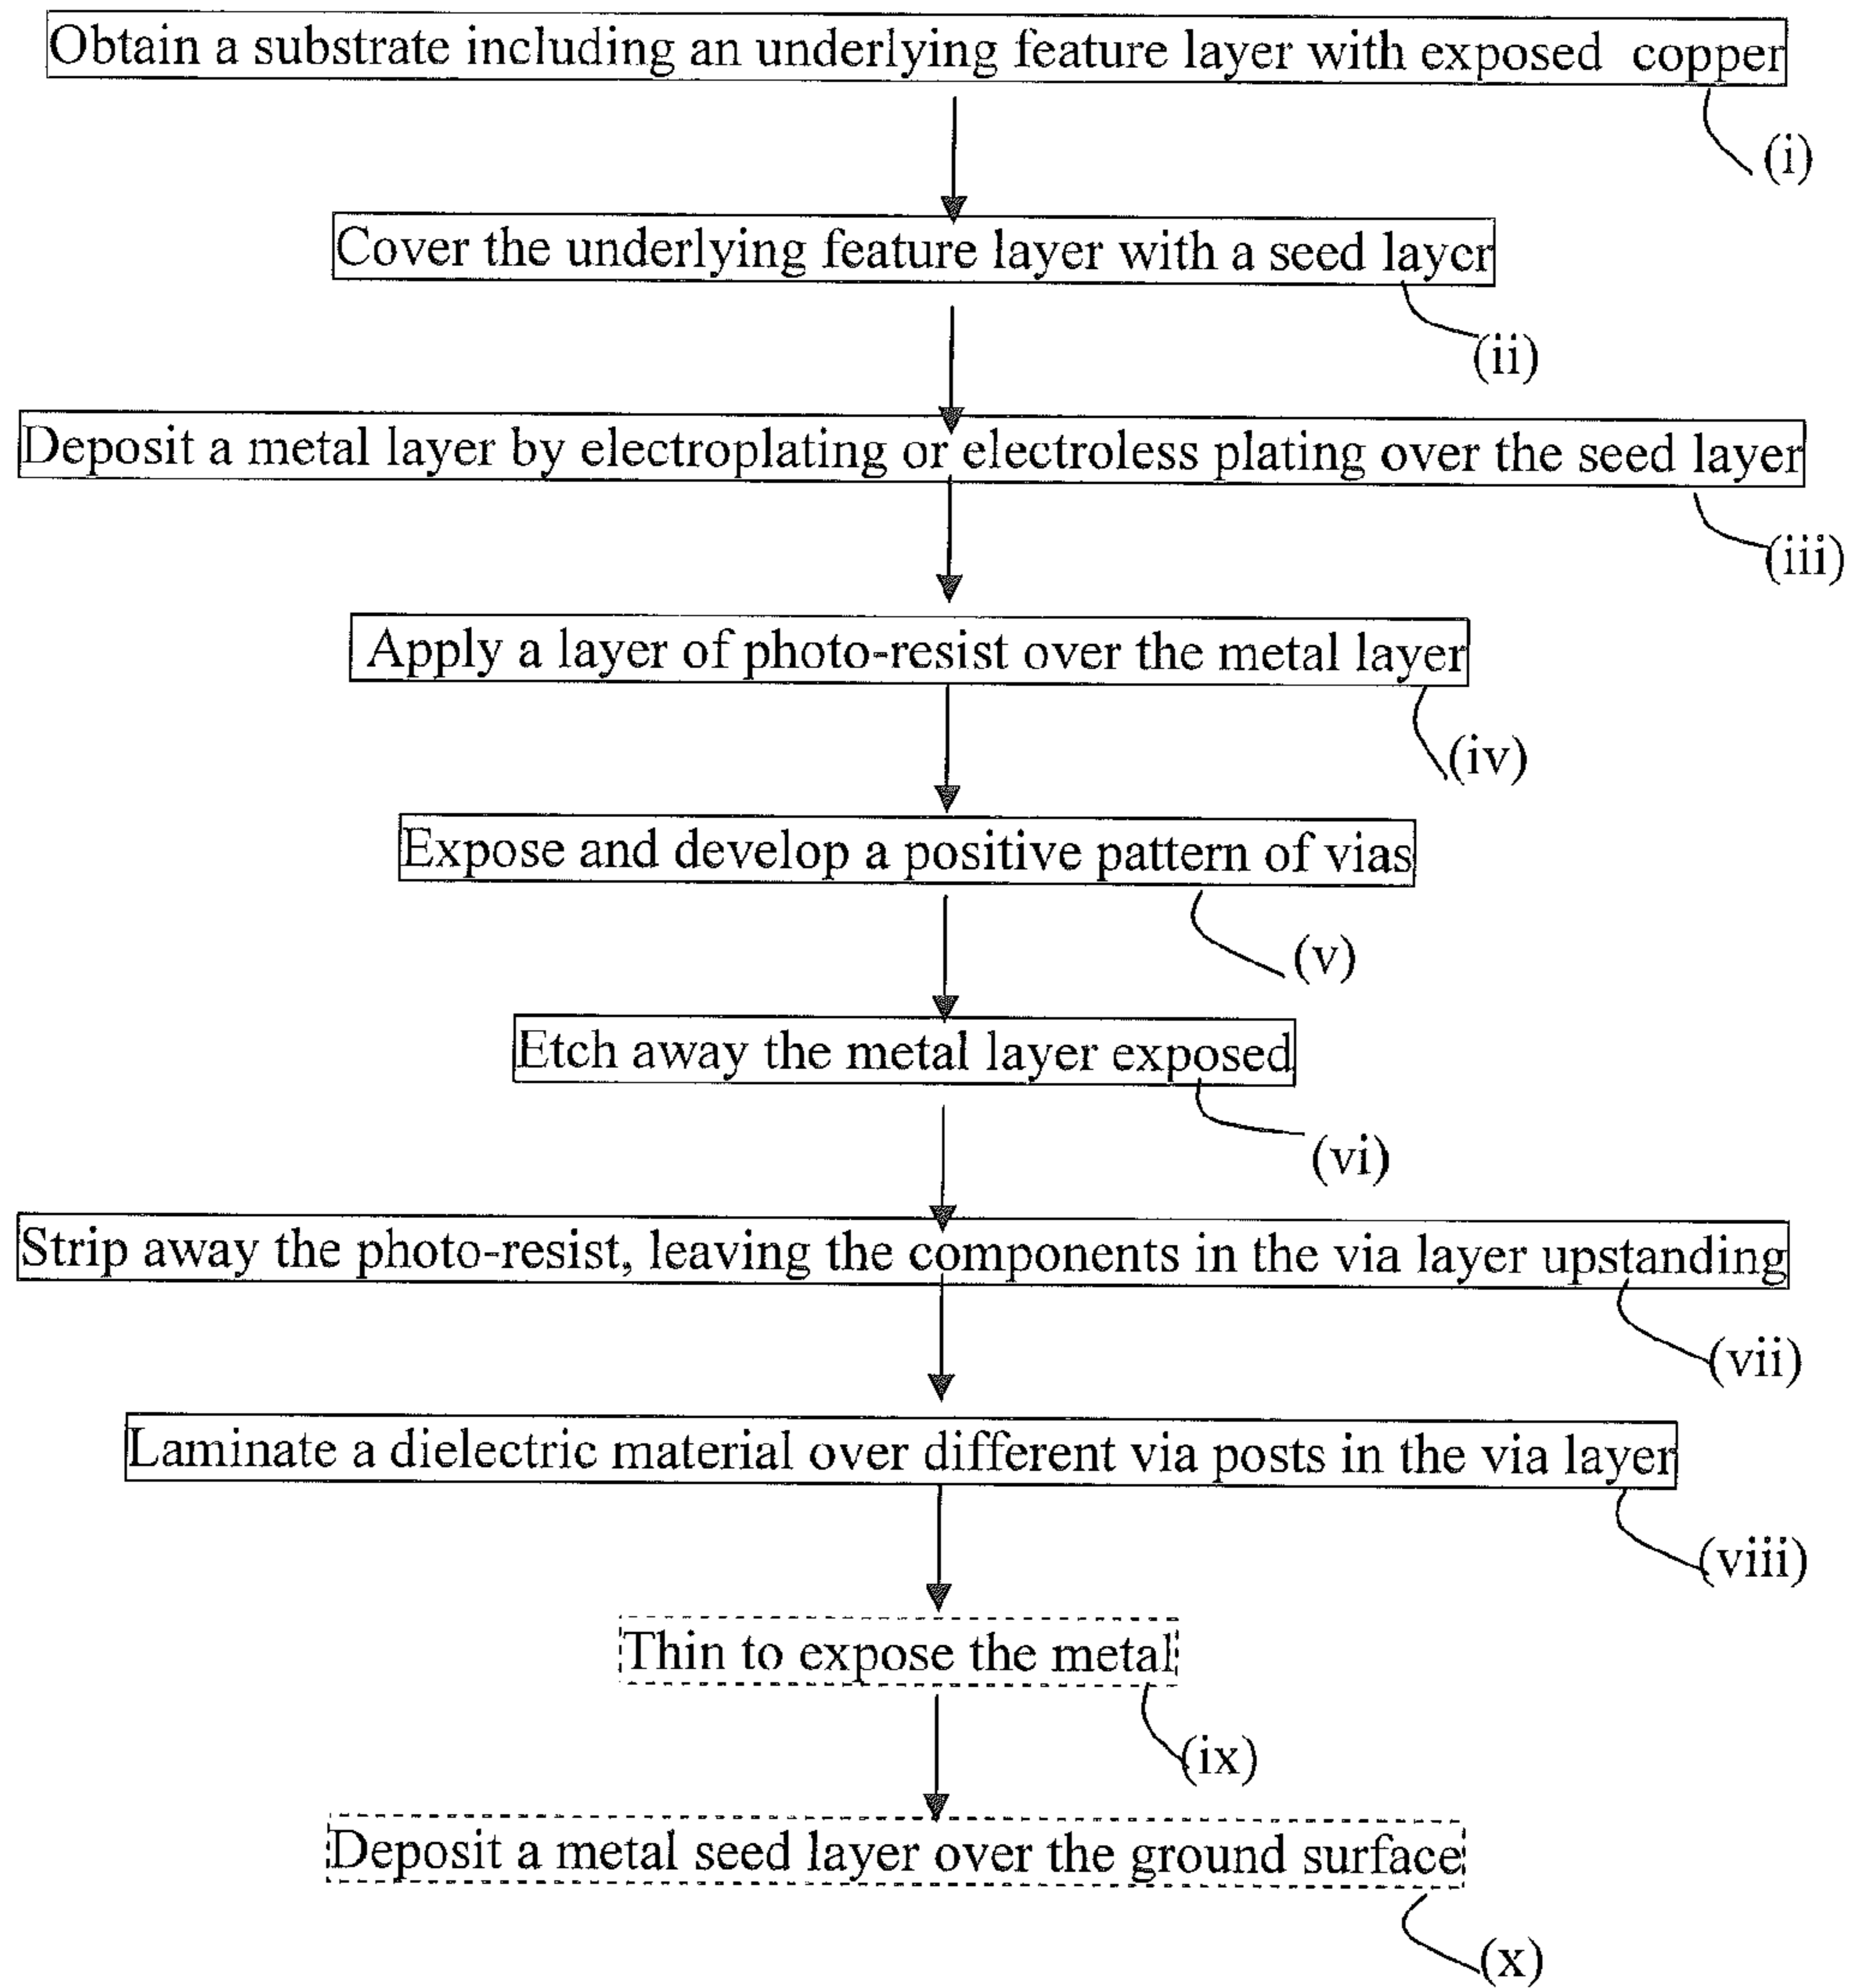 Obtain a substrate including an underlying feature layer with exposed copper
(i)
Cover the underlying feature layer with a seed layer
(ii)
Deposit a metal layer by electroplating or electroless plating over the seed layer
(iii)
Apply a layer of photo-resist over the metal layer
(iv)
Expose and develop a positive pattern of vias
(v)
Etch away the metal layer exposed
(vi)
Strip away the photo-resist, leaving the components in the via layer upstanding
(vii)
Laminate a dielectric material over different via posts in the via layer
(viii)
Thin to expose the metal
(ix)
Deposit a metal seed layer over the ground surface
(x)